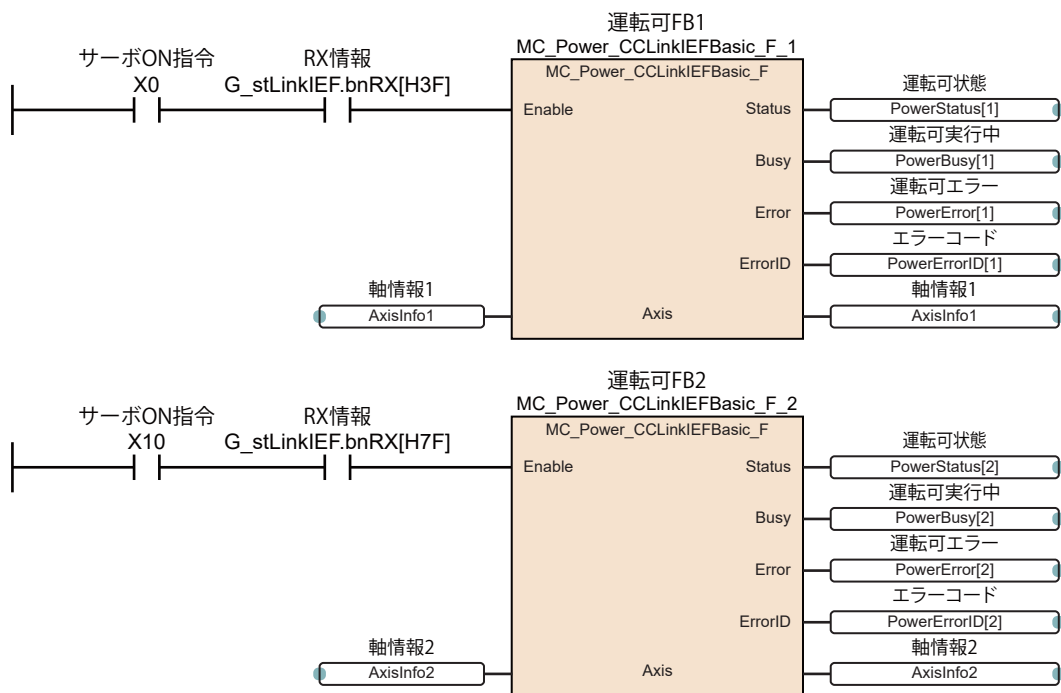 運転可FB1
MC_Power_CCLinkIEFBasic_F_1
サーボON指令 RX情報
X0 G_stLinkIEF.bnRX[H3F]
MC_Power_CCLinkIEFBasic_F
運転可状態
Enable Status PowerStatus[1]
運転可実行中
Busy PowerBusy[1]
運転可エラー
Error PowerError[1]
エラーコード
ErrorID PowerErrorID[1]
軸情報1 軸情報1
AxisInfo1 Axis AxisInfo1
運転可FB2
MC_Power_CCLinkIEFBasic_F_2
サーボON指令 RX情報
X10 G_stLinkIEF.bnRX[H7F]
MC_Power_CCLinkIEFBasic_F
運転可状態
Enable Status PowerStatus[2]
運転可実行中
Busy PowerBusy[2]
運転可エラー
Error PowerError[2]
エラーコード
ErrorID PowerErrorID[2]
軸情報2 軸情報2
AxisInfo2 Axis AxisInfo2